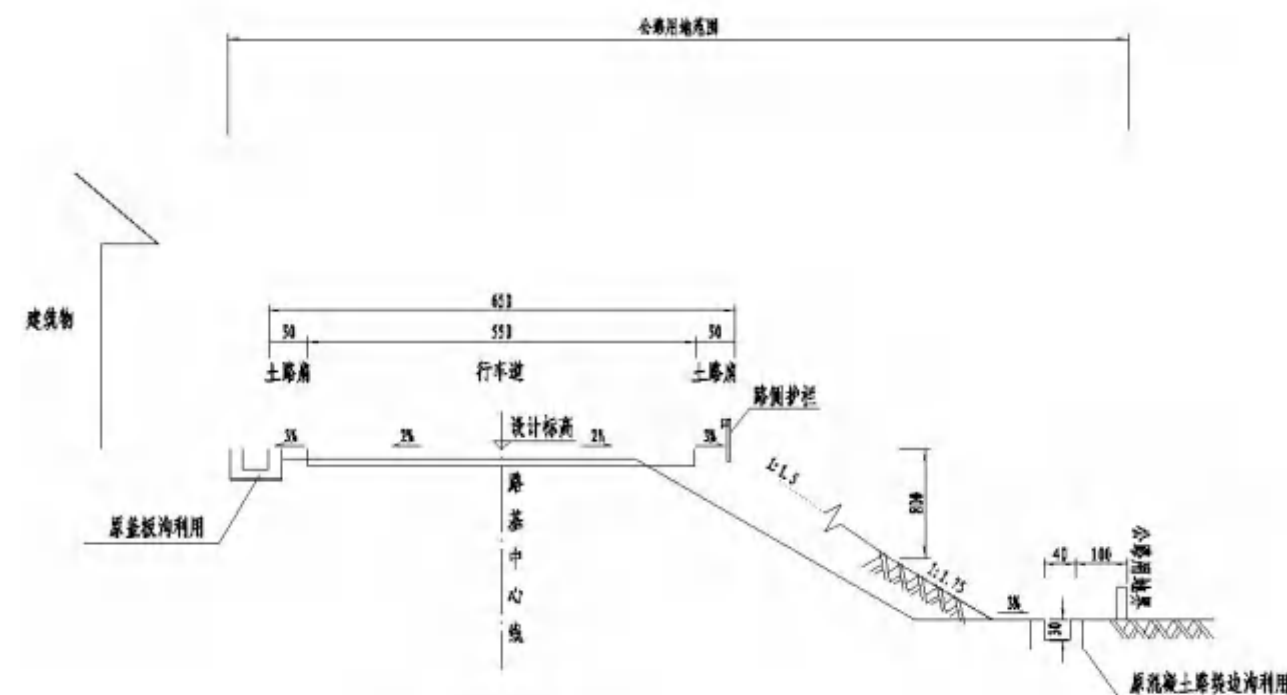 公路用地范围
650
50 550 50
土路肩 行车道 土路肩
建筑物
路侧护栏
设计标高
3% 2% 2% 3%
1:1.5
原盖板沟利用
路基中心线
1:1.75
40 100
公路用地界
3%
原混凝土路堤边沟利用